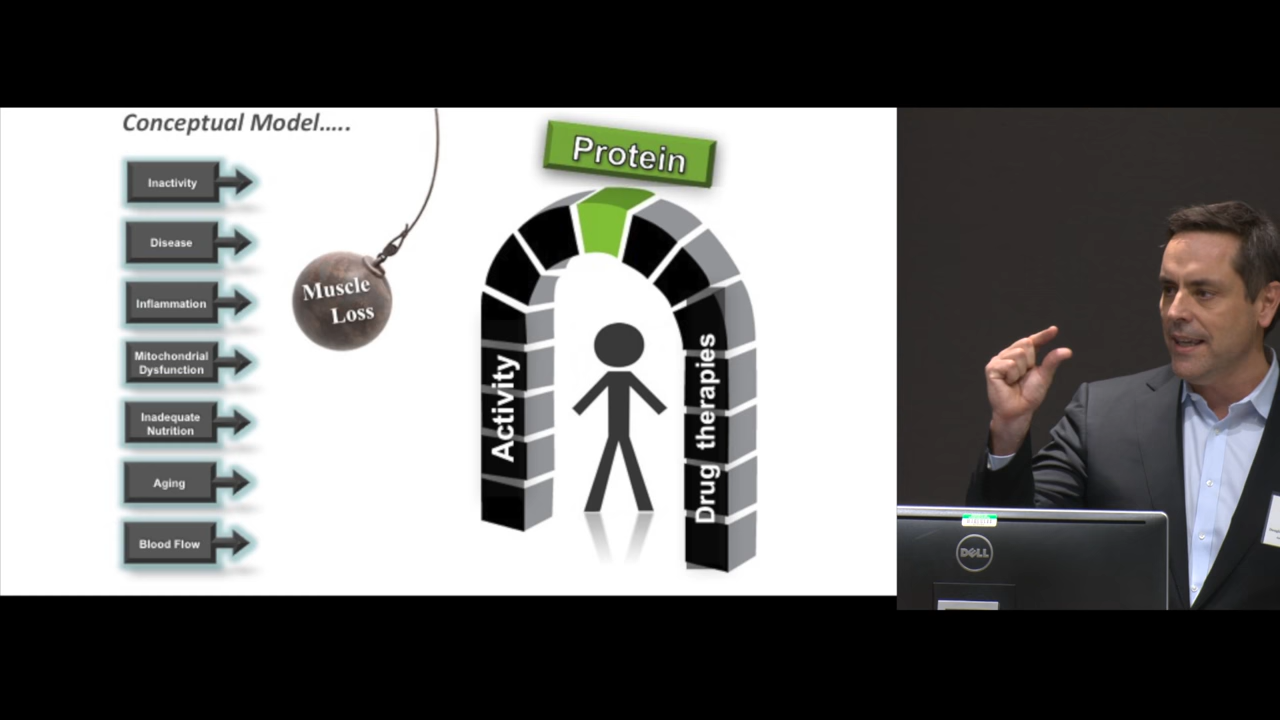 Conceptual Model.....
Inactivity
Disease
Inflammation
Mitochondrial
Dysfunction
Inadequate
Nutrition
Aging
Blood Flow
Muscle
Loss
Protein
Activity
Drug therapies
DELL